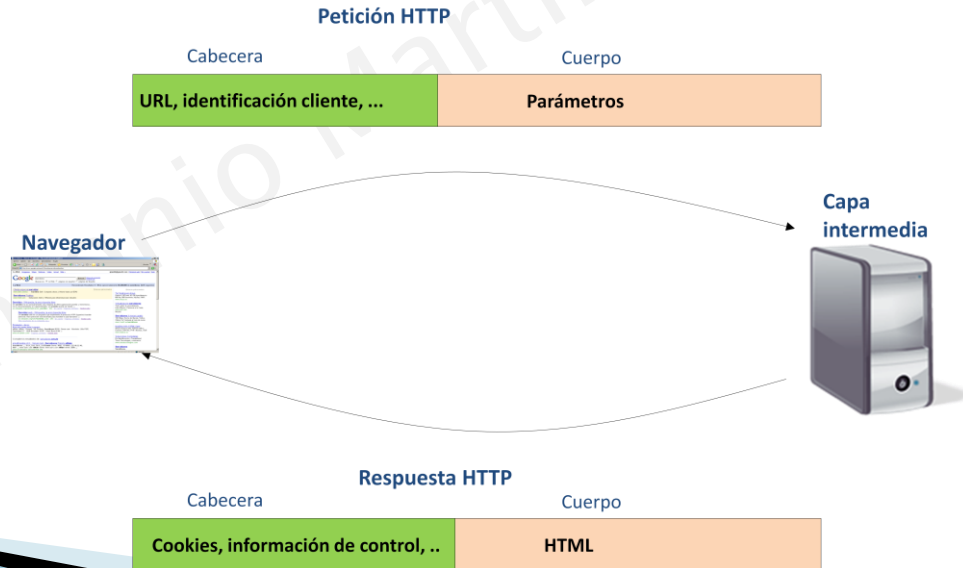 Petición HTTP
Cabecera
Cuerpo
URL, identificación cliente, ...
Parámetros
Capa
intermedia
Navegador
Google
Respuesta HTTP
Cabecera
Cuerpo
Cookies, información de control, ..
HTML